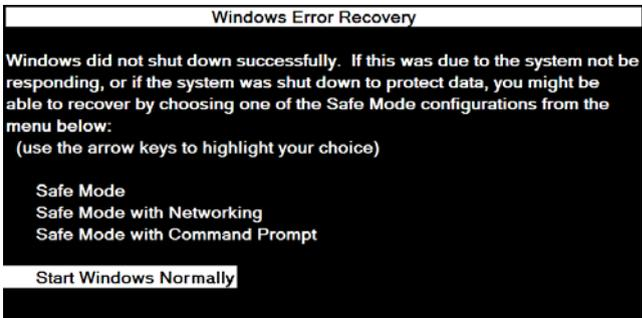 Windows Error Recovery
Windows did not shut down successfully. If this was due to the system not be
responding, or if the system was shut down to protect data, you might be
able to recover by choosing one of the Safe Mode configurations from the
menu below:
(use the arrow keys to highlight your choice)
Safe Mode
Safe Mode with Networking
Safe Mode with Command Prompt
Start Windows Normally